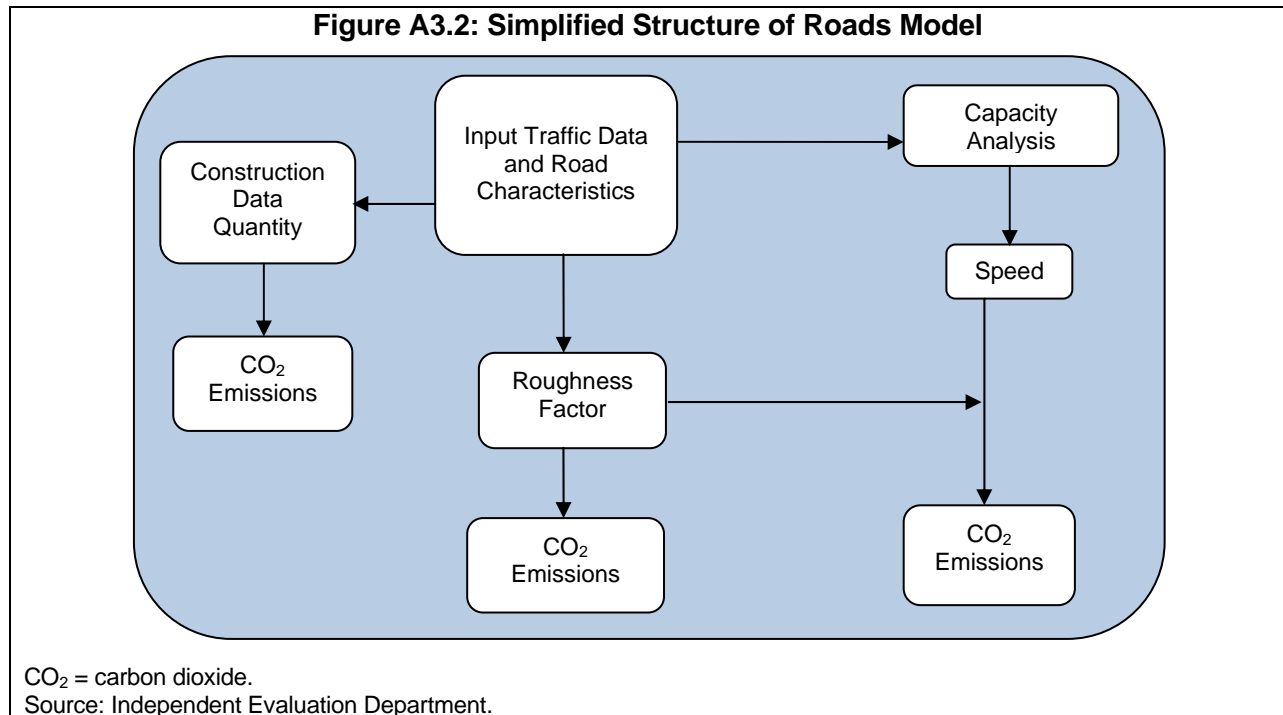 Figure A3.2: Simplified Structure of Roads Model
Input Traffic Data
and Road
Characteristics
Capacity
Analysis
Construction
Data
Quantity
Speed
CO₂
Emissions
Roughness
Factor
CO₂
Emissions
CO₂
Emissions
CO₂ = carbon dioxide.
Source: Independent Evaluation Department.